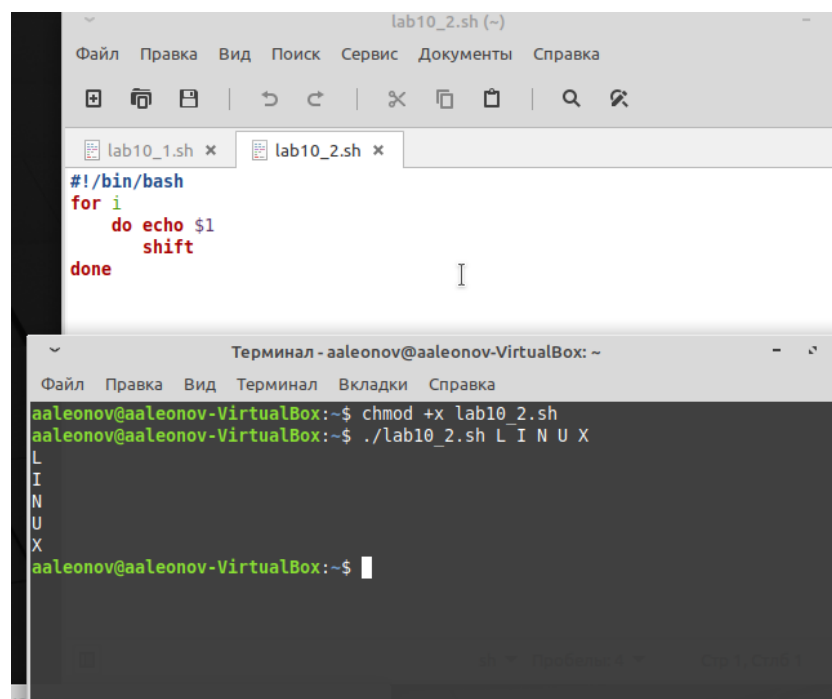 lab10_2.sh (~)
Файл Правка Вид Поиск Сервис Документы Справка
lab10_1.sh × lab10_2.sh ×
#!/bin/bash
for i
do echo $1
shift
done
Терминал - aaleonov@aaleonov-VirtualBox: ~
Файл Правка Вид Терминал Вкладки Справка
aaleonov@aaleonov-VirtualBox:~$ chmod +x lab10_2.sh
aaleonov@aaleonov-VirtualBox:~$ ./lab10_2.sh L I N U X
L
I
N
U
X
aaleonov@aaleonov-VirtualBox:~$